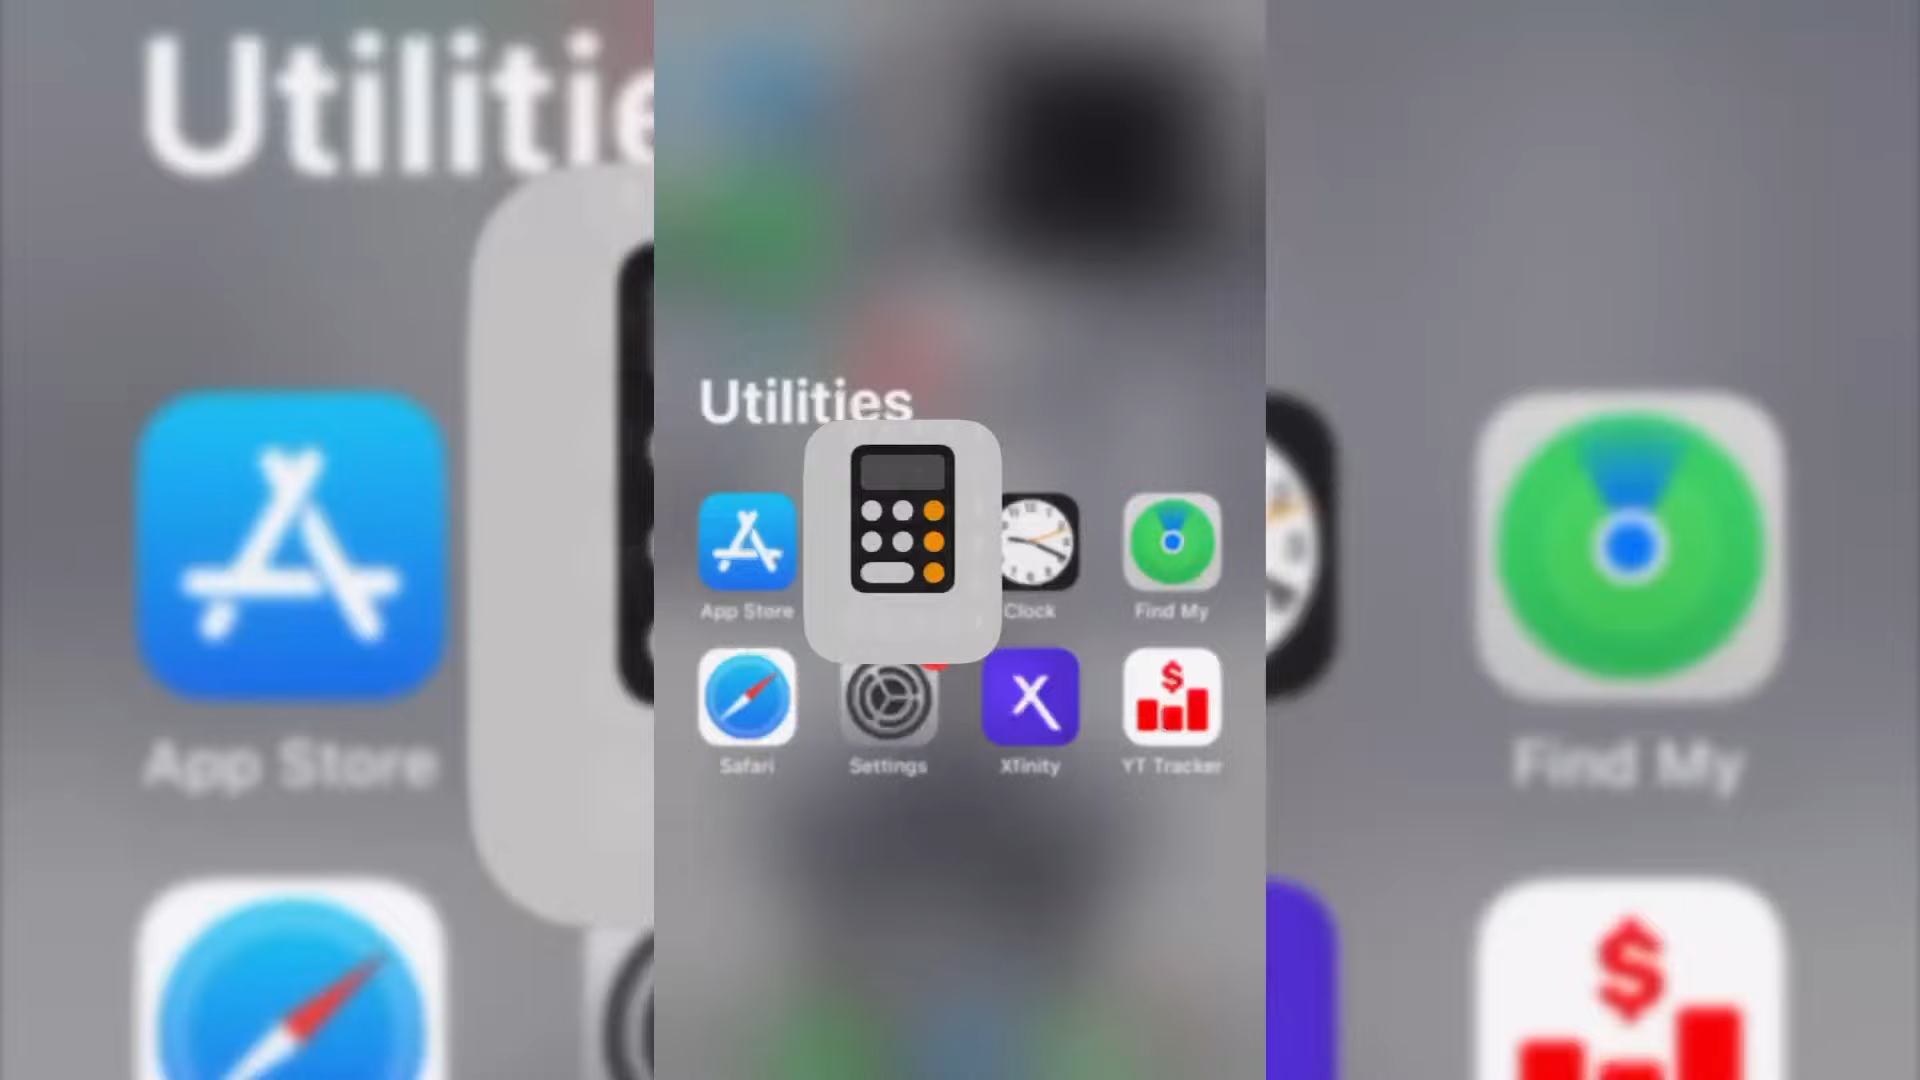 Utilities
App Store
Clock
Find My
Safari
Settings
Xfinity
YT Tracker
Utilitie
App Store
Find My